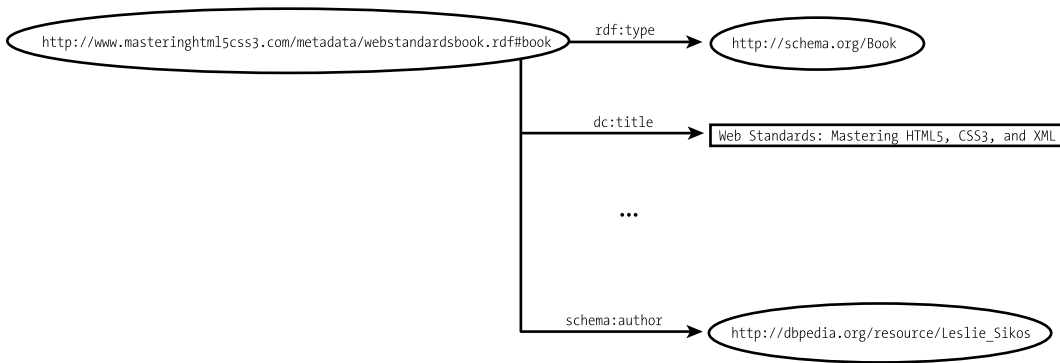 http://www.masteringhtml5css3.com/metadata/webstandardsbook.rdf#book
rdf:type
http://schema.org/Book
dc:title
Web Standards: Mastering HTML5, CSS3, and XML
...
schema:author
http://dbpedia.org/resource/Leslie_Sikos